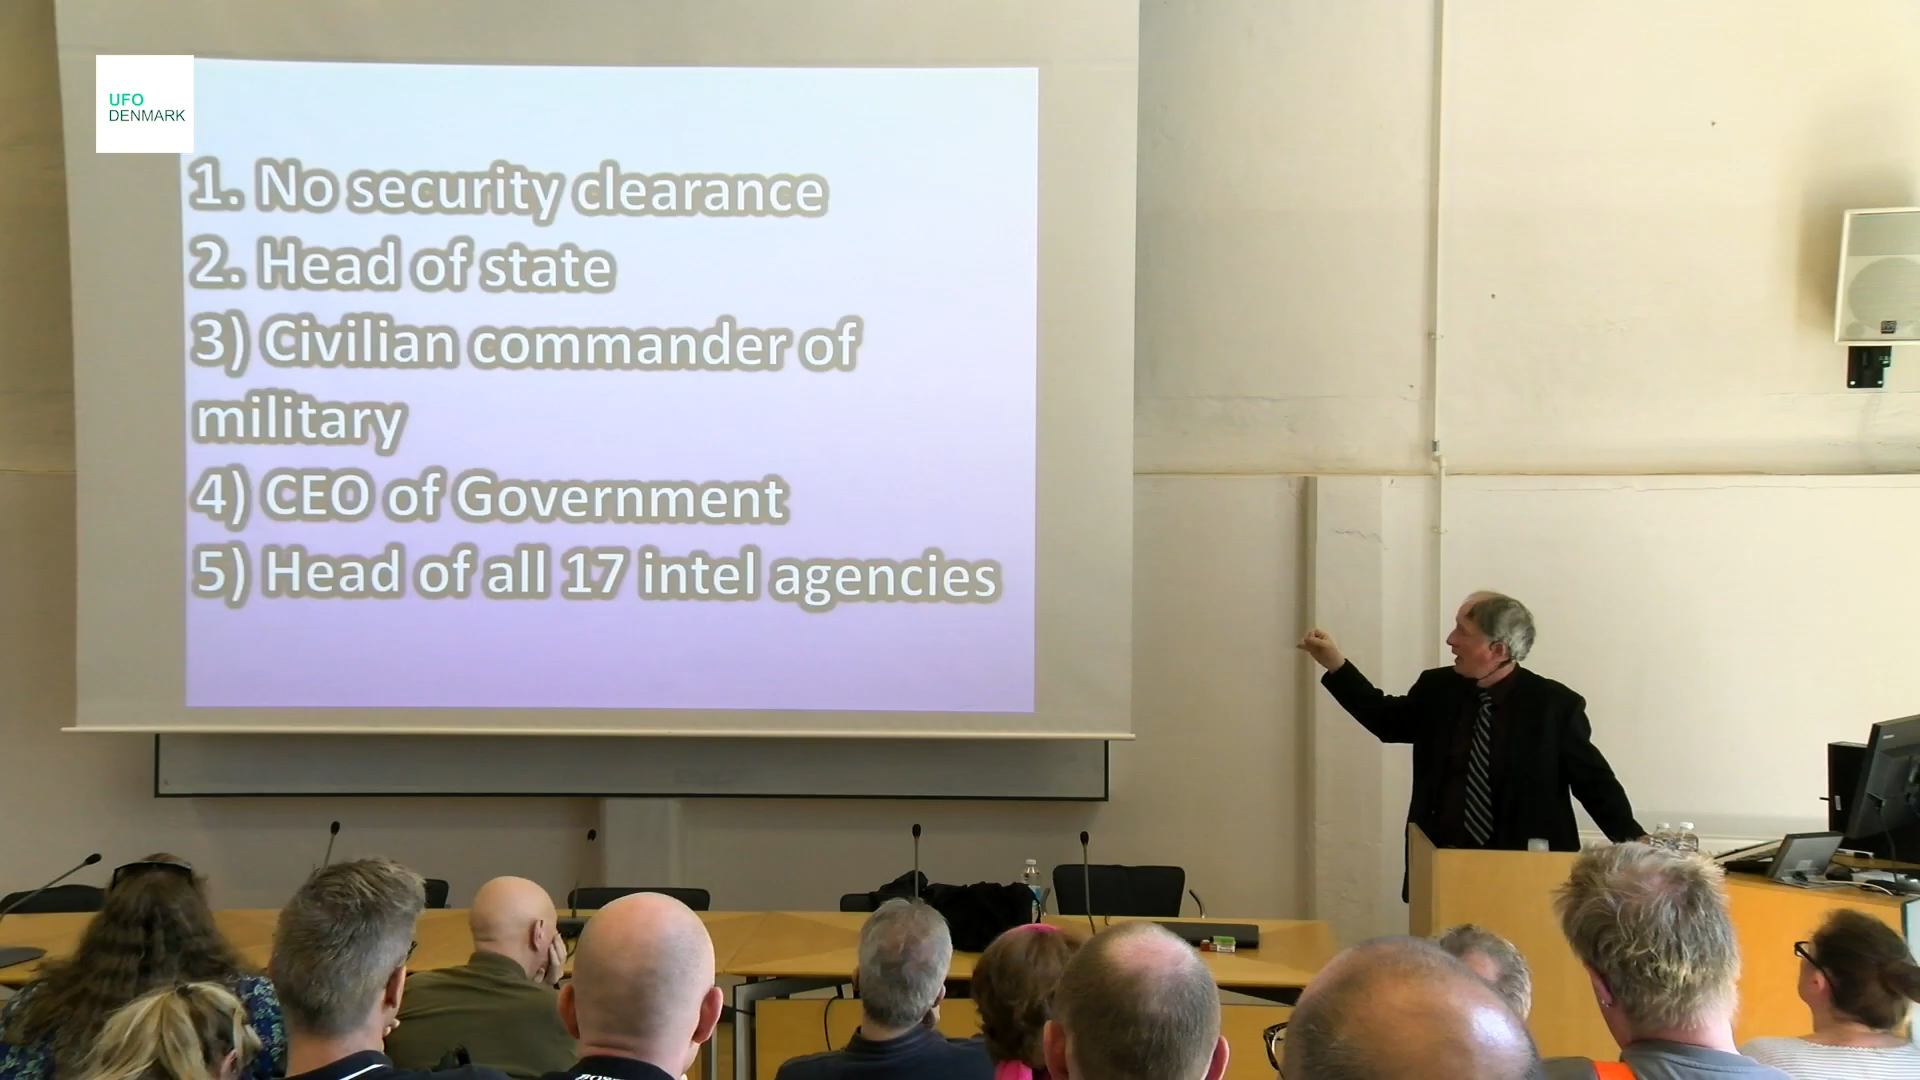 UFO
DENMARK
1. No security clearance
2. Head of state
3) Civilian commander of
military
4) CEO of Government
5) Head of all 17 intel agencies